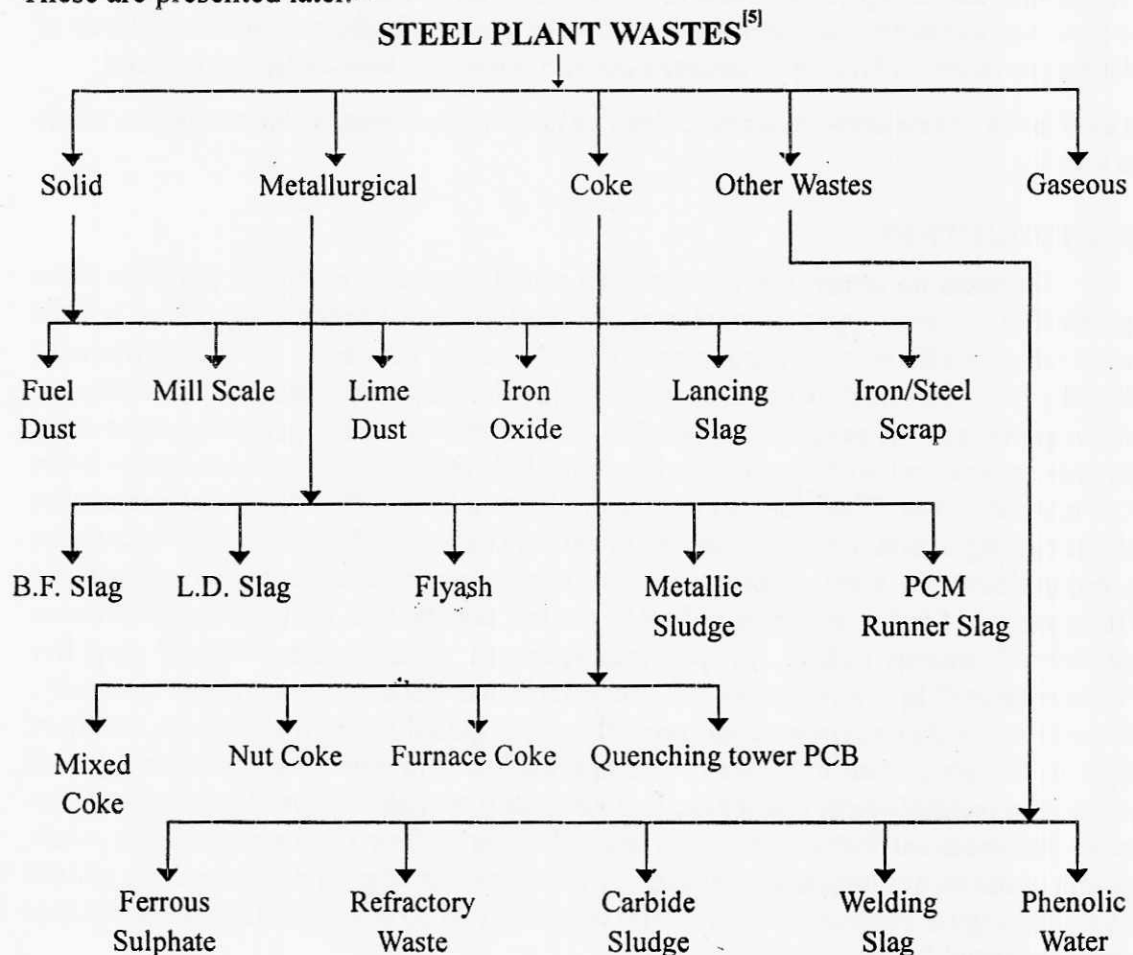 These are presented later.
STEEL PLANT WASTES[5]
Solid Metallurgical Coke Other Wastes Gaseous
Fuel Mill Scale Lime Iron Lancing Iron/Steel
Dust Dust Oxide Slag Scrap
B.F. Slag L.D. Slag Flyash Metallic PCM
Sludge Runner Slag
Mixed Nut Coke Furnace Coke Quenching tower PCB
Coke
Ferrous Refractory Carbide Welding Phenolic
Sulphate Waste Sludge Slag Water